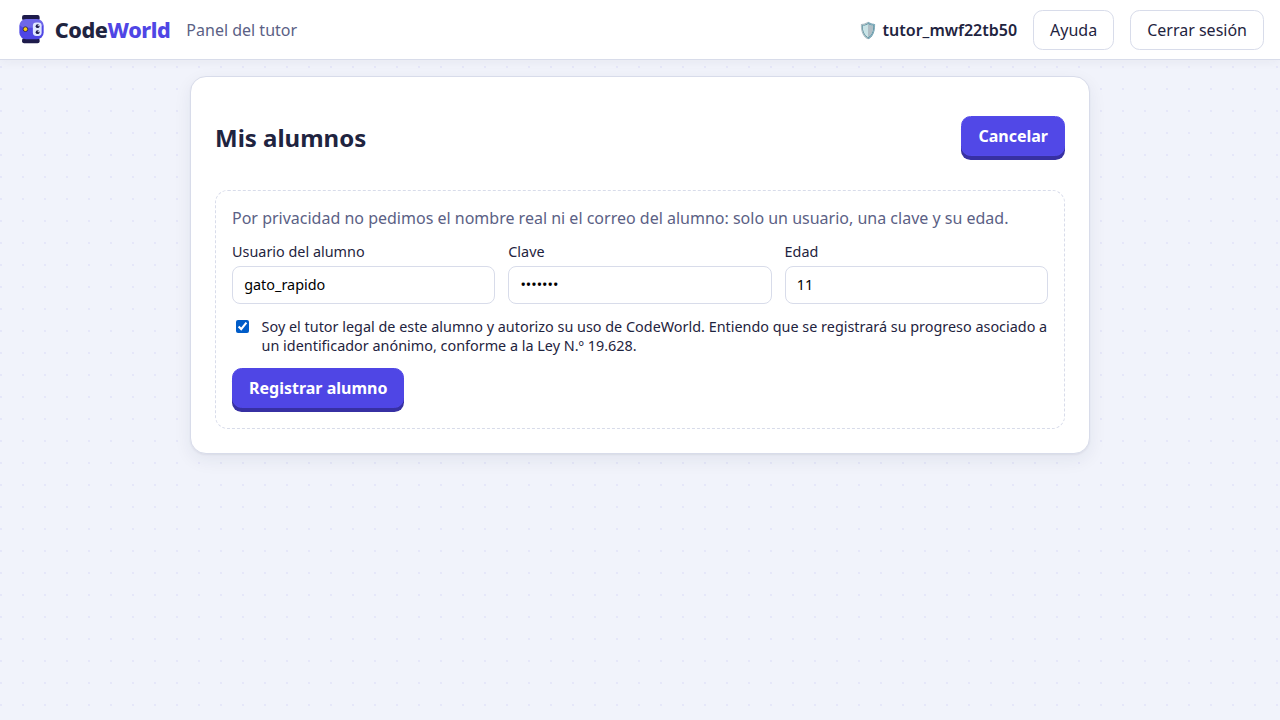 CodeWorld Panel del tutor 🛡️ tutor_mwf22tb50 Ayuda Cerrar sesión
Mis alumnos Cancelar
Por privacidad no pedimos el nombre real ni el correo del alumno: solo un usuario, una clave y su edad.
Usuario del alumno Clave Edad
gato_rapido ••••••• 11
Soy el tutor legal de este alumno y autorizo su uso de CodeWorld. Entiendo que se registrará su progreso asociado a
un identificador anónimo, conforme a la Ley N.º 19.628.
Registrar alumno